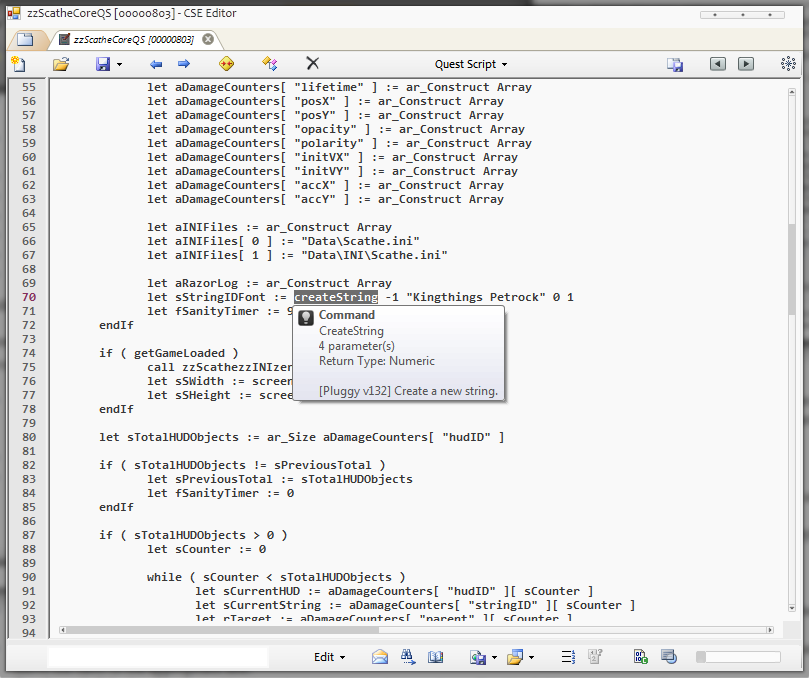 zzScatheCoreQS [00000803] - CSE Editor
zzScatheCoreQS [00000803]
Quest Script
55 let aDamageCounters[ "lifetime" ] := ar_Construct Array
56 let aDamageCounters[ "posX" ] := ar_Construct Array
57 let aDamageCounters[ "posY" ] := ar_Construct Array
58 let aDamageCounters[ "opacity" ] := ar_Construct Array
59 let aDamageCounters[ "polarity" ] := ar_Construct Array
60 let aDamageCounters[ "initVX" ] := ar_Construct Array
61 let aDamageCounters[ "initVY" ] := ar_Construct Array
62 let aDamageCounters[ "accX" ] := ar_Construct Array
63 let aDamageCounters[ "accY" ] := ar_Construct Array
64
65 let aINIFiles := ar_Construct Array
66 let aINIFiles[ 0 ] := "Data\Scathe.ini"
67 let aINIFiles[ 1 ] := "Data\INI\Scathe.ini"
68
69 let aRazorLog := ar_Construct Array
70 let sStringIDFont := createString -1 "Kingthings Petrock" 0 1
71 let fSanityTimer := 9
Command
CreateString
4 parameter(s)
Return Type: Numeric
[Pluggy v132] Create a new string.
72 endIf
73
74 if ( getGameLoaded )
75 call zzScathezzINIzer
76 let sSWidth := screen
77 let sSHeight := scree
78 endIf
79
80 let sTotalHUDObjects := ar_Size aDamageCounters[ "hudID" ]
81
82 if ( sTotalHUDObjects != sPreviousTotal )
83 let sPreviousTotal := sTotalHUDObjects
84 let fSanityTimer := 0
85 endIf
86
87 if ( sTotalHUDObjects > 0 )
88 let sCounter := 0
89
90 while ( sCounter < sTotalHUDObjects )
91 let sCurrentHUD := aDamageCounters[ "hudID" ][ sCounter ]
92 let sCurrentString := aDamageCounters[ "stringID" ][ sCounter ]
93 let rTarget := aDamageCounters[ "parent" ][ sCounter ]
94
Edit